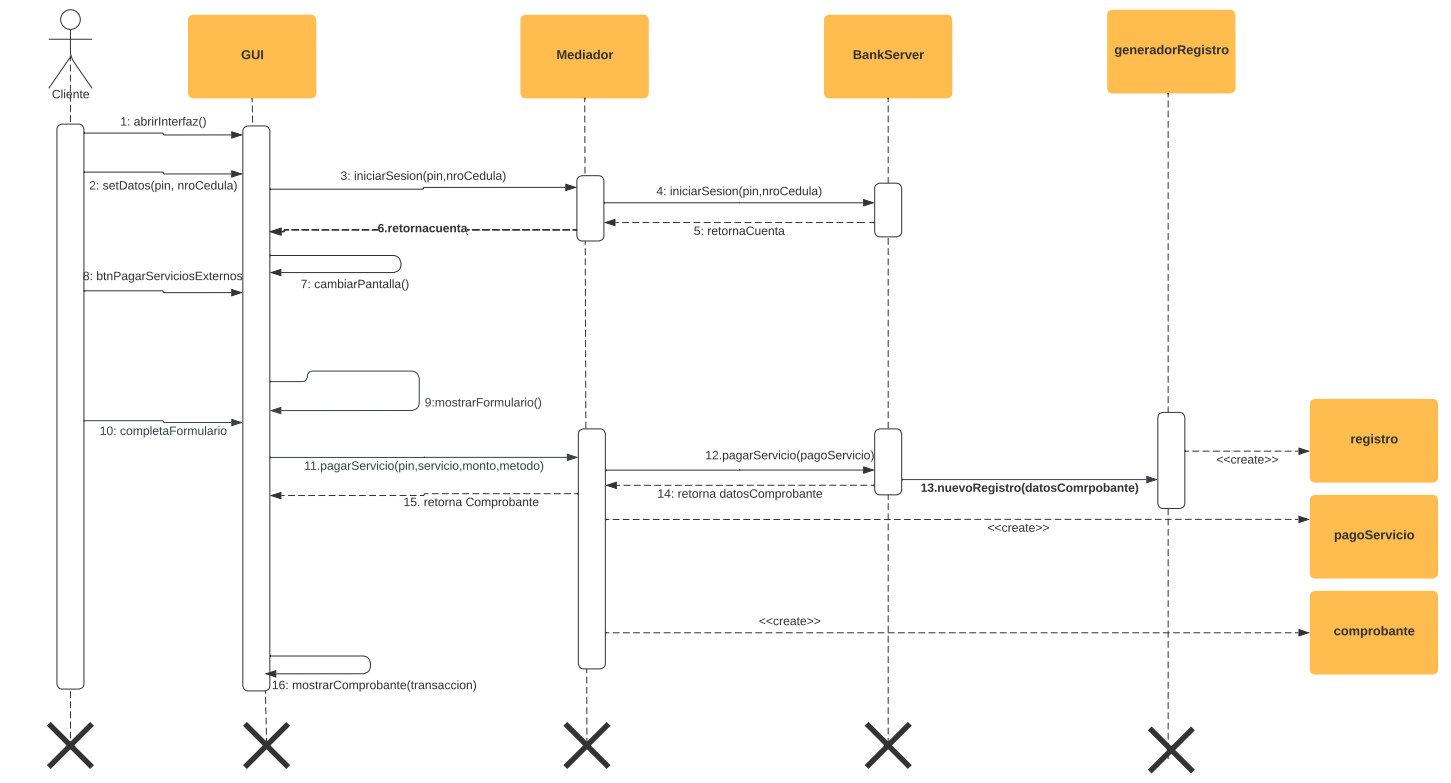 Cliente
GUI
Mediador
BankServer
generadorRegistro
1: abrirInterfaz()
2: setDatos(pin, nroCedula)
3: iniciarSesion(pin,nroCedula)
4: iniciarSesion(pin,nroCedula)
6.retornacuenta
5: retornaCuenta
7: cambiarPantalla()
8: btnPagarServiciosExternos
9:mostrarFormulario()
10: completaFormulario
11.pagarServicio(pin,servicio,monto,metodo)
12.pagarServicio(pagoServicio)
13.nuevoRegistro(datosComrpobante)
14: retorna datosComprobante
15. retorna Comprobante
<<create>>
registro
<<create>>
pagoServicio
<<create>>
comprobante
16: mostrarComprobante(transaccion)